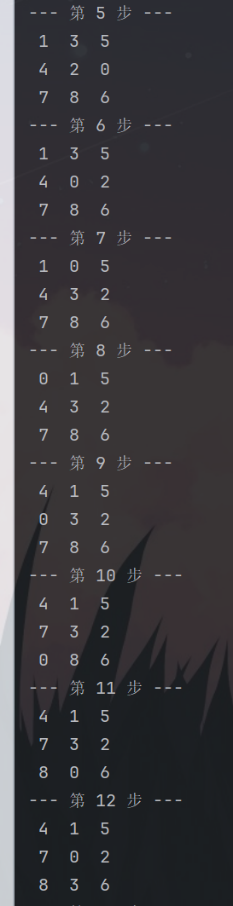 --- 第 5 步 ---
1 3 5
4 2 0
7 8 6
--- 第 6 步 ---
1 3 5
4 0 2
7 8 6
--- 第 7 步 ---
1 0 5
4 3 2
7 8 6
--- 第 8 步 ---
0 1 5
4 3 2
7 8 6
--- 第 9 步 ---
4 1 5
0 3 2
7 8 6
--- 第 10 步 ---
4 1 5
7 3 2
0 8 6
--- 第 11 步 ---
4 1 5
7 3 2
8 0 6
--- 第 12 步 ---
4 1 5
7 0 2
8 3 6